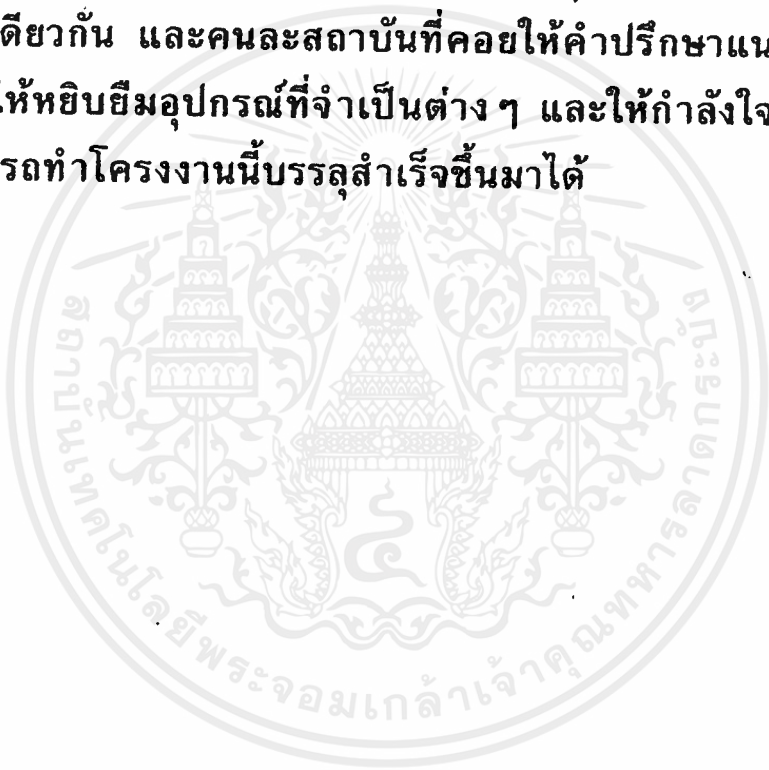 ดียวกัน และคนละสถาบันที่คอยให้คำปรึกษาแน
ให้หยิบยืมอุปกรณ์ที่จำเป็นต่าง ๆ และให้กำลังใจ
รถทำโครงงานนี้บรรลุสำเร็จขึ้นมาได้
สถาบันเทคโนโลยีพระจอมเกล้าเจ้าคุณทหารลาดกระบัง